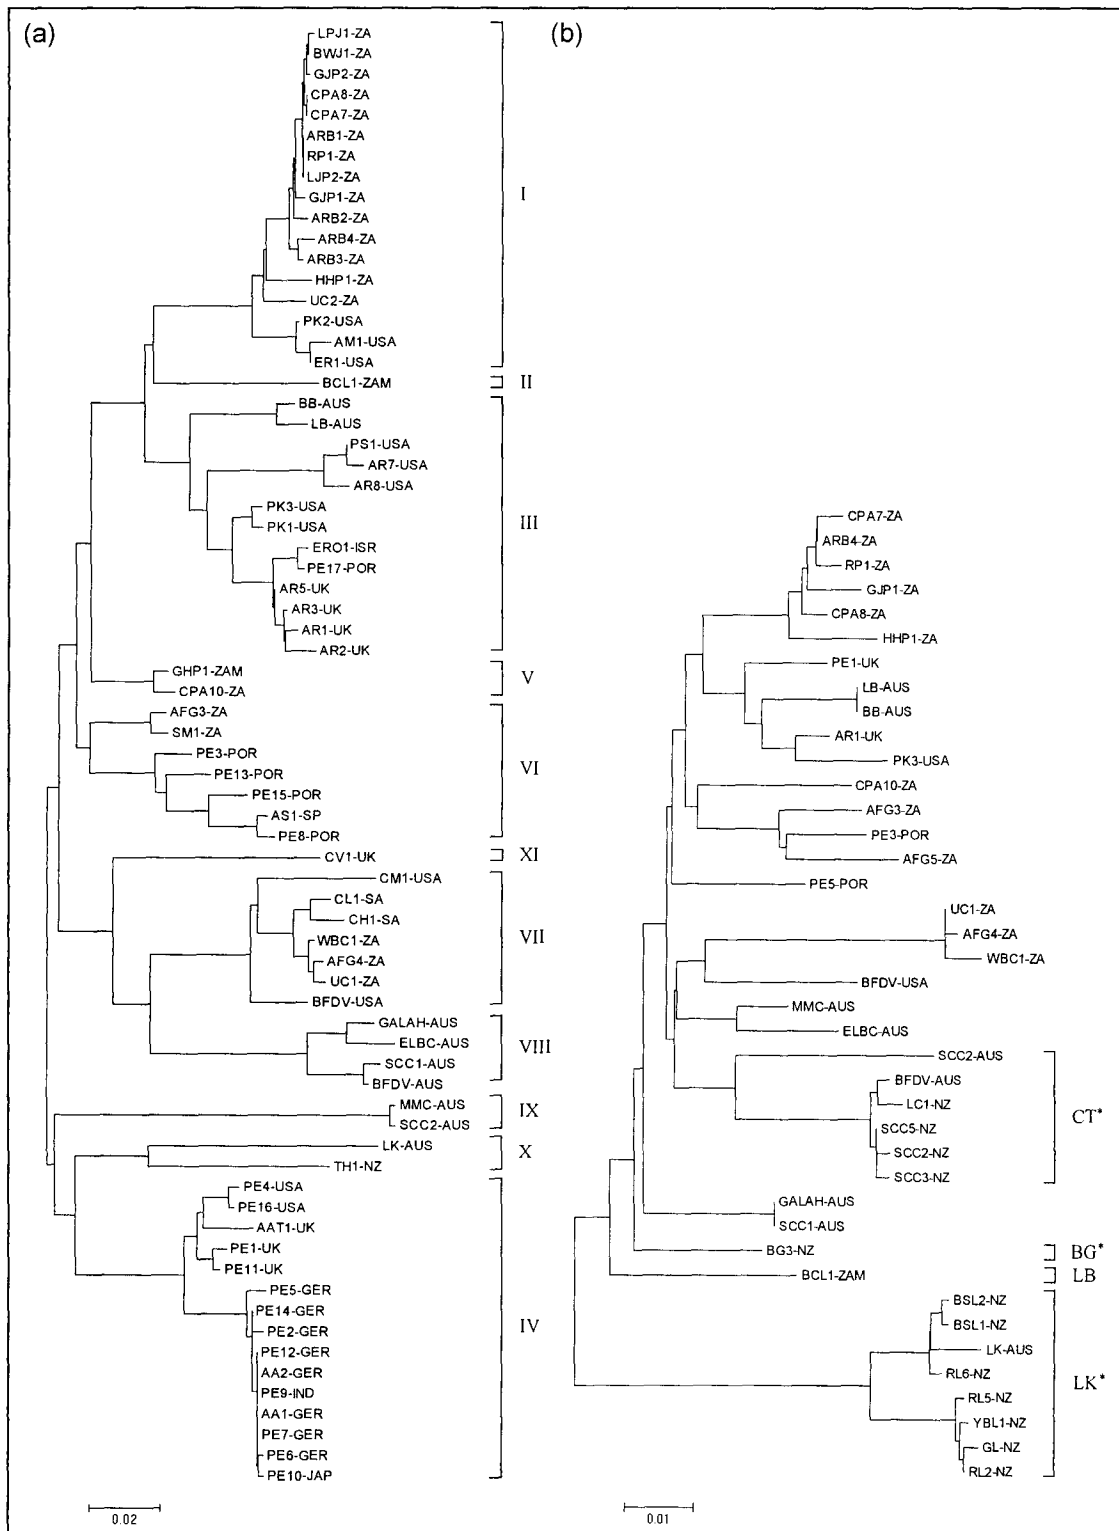 (a)
LPJ1-ZA
BWJ1-ZA
GJP2-ZA
CPA8-ZA
CPA7-ZA
ARB1-ZA
RP1-ZA
LJP2-ZA
GJP1-ZA
ARB2-ZA
ARB4-ZA
ARB3-ZA
HHP1-ZA
UC2-ZA
PK2-USA
AM1-USA
ER1-USA
I
BCL1-ZAM
II
BB-AUS
LB-AUS
PS1-USA
AR7-USA
AR8-USA
PK3-USA
PK1-USA
ERO1-ISR
PE17-POR
AR5-UK
AR3-UK
AR1-UK
AR2-UK
III
GHP1-ZAM
CPA10-ZA
V
AFG3-ZA
SM1-ZA
PE3-POR
PE13-POR
PE15-POR
AS1-SP
PE8-POR
VI
CV1-UK
XI
CM1-USA
CL1-SA
CH1-SA
WBC1-ZA
AFG4-ZA
UC1-ZA
BFDV-USA
VII
GALAH-AUS
ELBC-AUS
SCC1-AUS
BFDV-AUS
VIII
MMC-AUS
SCC2-AUS
IX
LK-AUS
TH1-NZ
X
PE4-USA
PE16-USA
AAT1-UK
PE1-UK
PE11-UK
PE5-GER
PE14-GER
PE2-GER
PE12-GER
AA2-GER
PE9-IND
AA1-GER
PE7-GER
PE6-GER
PE10-JAP
IV
0.02
(b)
CPA7-ZA
ARB4-ZA
RP1-ZA
GJP1-ZA
CPA8-ZA
HHP1-ZA
PE1-UK
LB-AUS
BB-AUS
AR1-UK
PK3-USA
CPA10-ZA
AFG3-ZA
PE3-POR
AFG5-ZA
PE5-POR
UC1-ZA
AFG4-ZA
WBC1-ZA
BFDV-USA
MMC-AUS
ELBC-AUS
SCC2-AUS
BFDV-AUS
LC1-NZ
SCC5-NZ
SCC2-NZ
SCC3-NZ
CT*
GALAH-AUS
SCC1-AUS
BG3-NZ
BG*
BCL1-ZAM
LB
BSL2-NZ
BSL1-NZ
LK-AUS
RL6-NZ
RL5-NZ
YBL1-NZ
GL-NZ
RL2-NZ
LK*
0.01